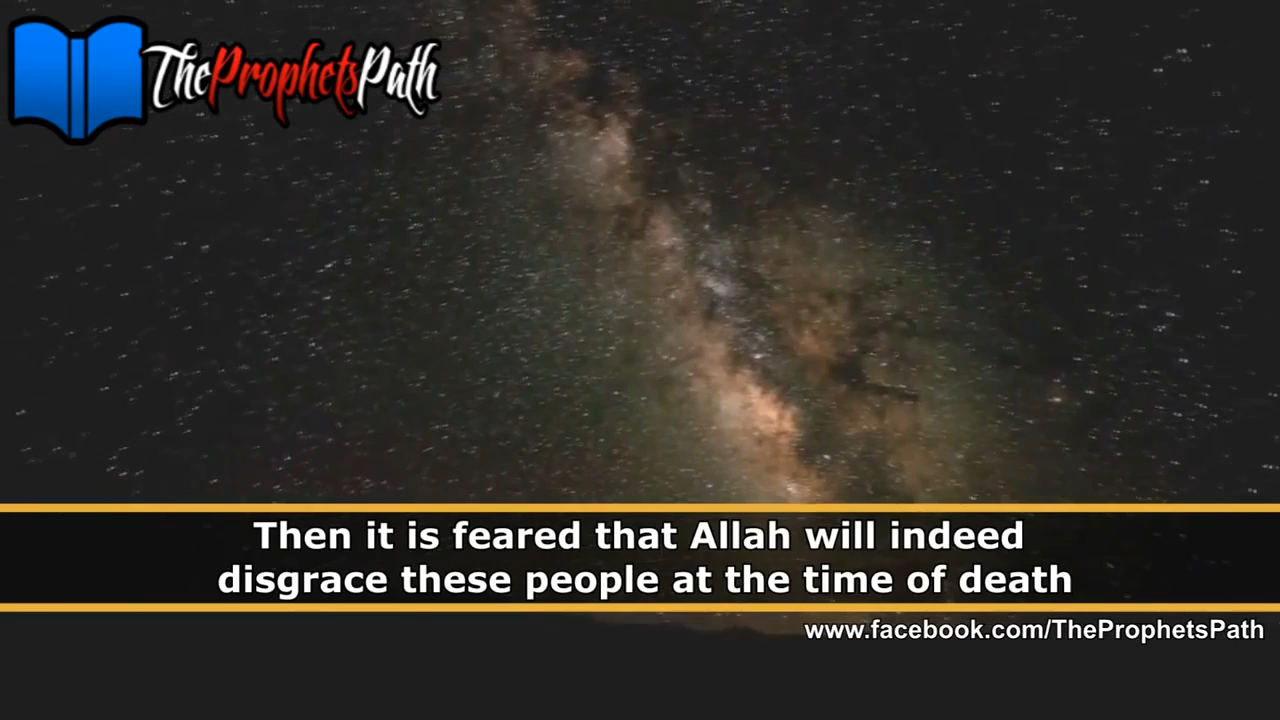 TheProphetsPath
Then it is feared that Allah will indeed
disgrace these people at the time of death
www.facebook.com/TheProphetsPath